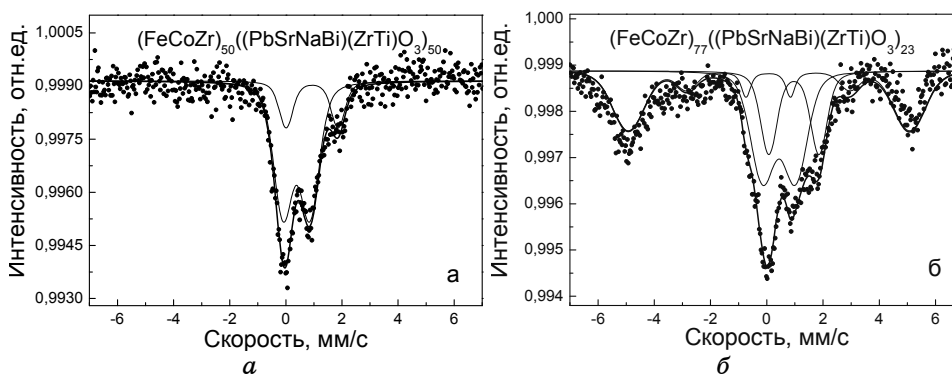 (FeCoZr)50((PbSrNaBi)(ZrTi)O3)50
Интенсивность, отн.ед.
1,0005
0,9990
0,9975
0,9960
0,9945
0,9930
-6 -4 -2 0 2 4 6
Скорость, мм/с
а
а
(FeCoZr)77((PbSrNaBi)(ZrTi)O3)23
Интенсивность, отн.ед.
1,000
0,999
0,998
0,997
0,996
0,995
0,994
-6 -4 -2 0 2 4 6
Скорость, мм/с
б
б